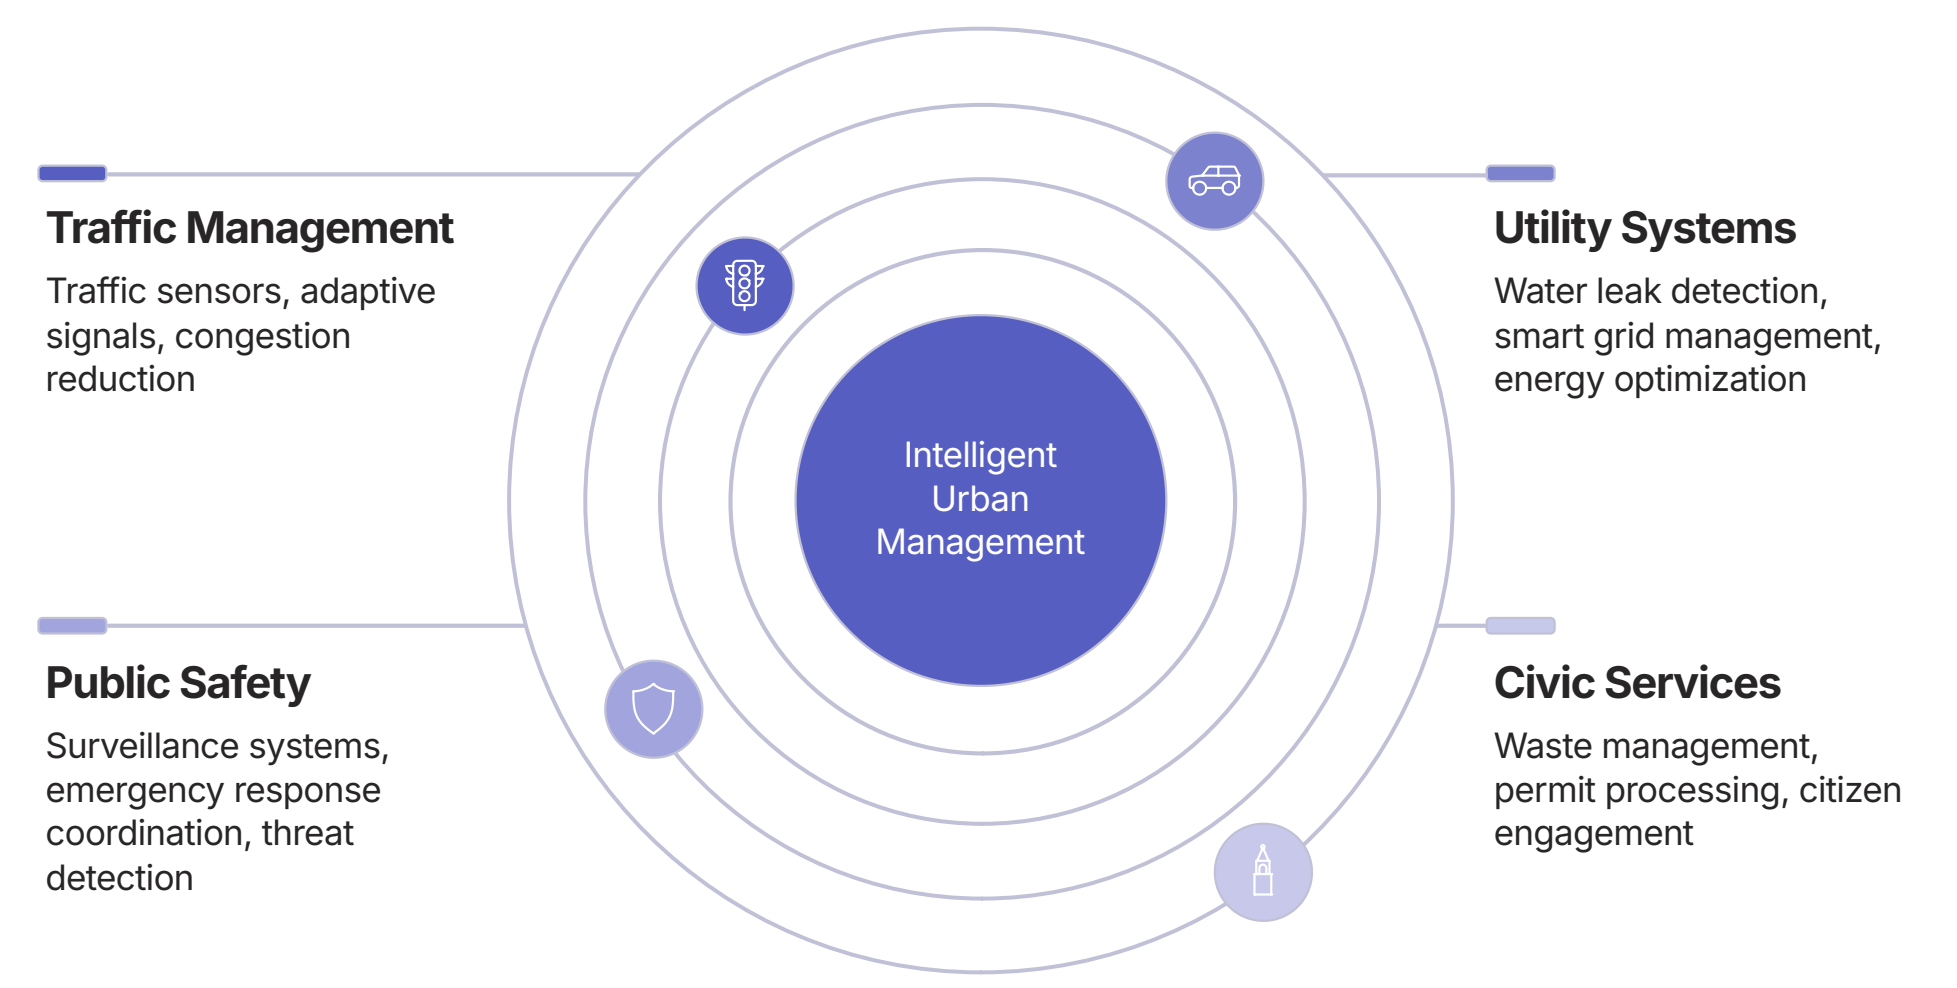 Traffic Management
Traffic sensors, adaptive
signals, congestion
reduction
Utility Systems
Water leak detection,
smart grid management,
energy optimization
Intelligent
Urban
Management
Public Safety
Surveillance systems,
emergency response
coordination, threat
detection
Civic Services
Waste management,
permit processing, citizen
engagement